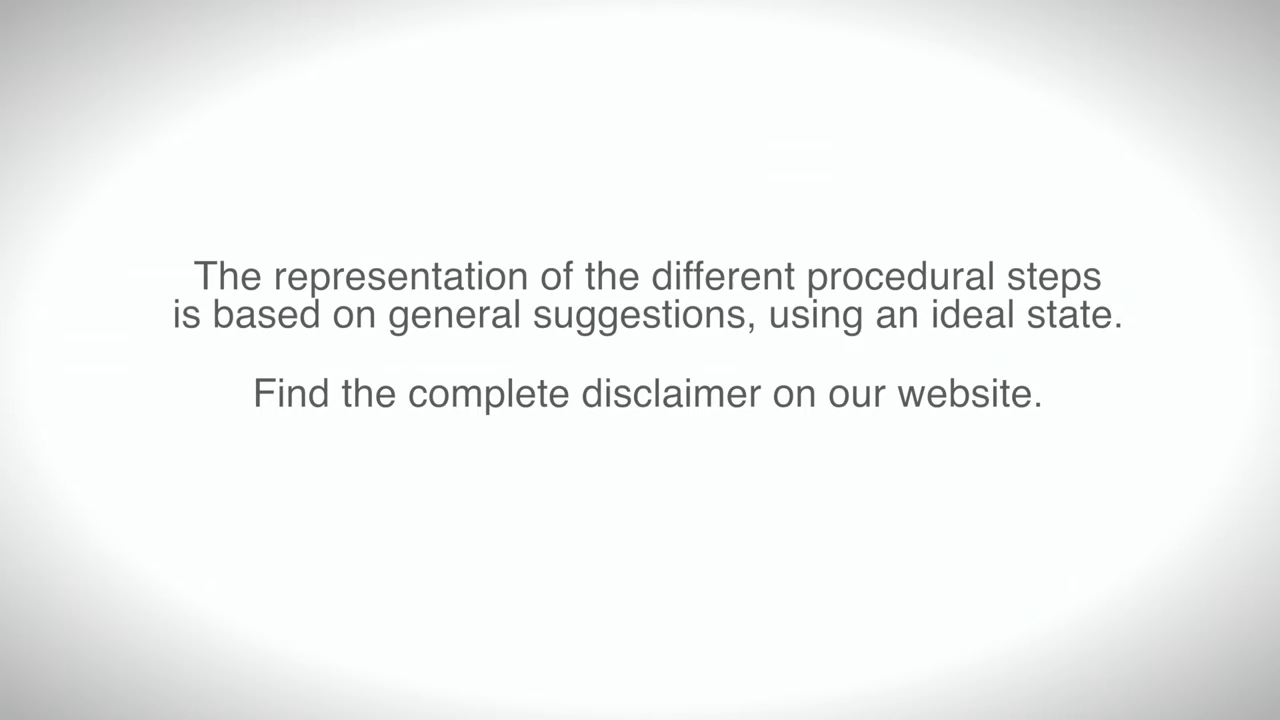 The representation of the different procedural steps
is based on general suggestions, using an ideal state.
Find the complete disclaimer on our website.